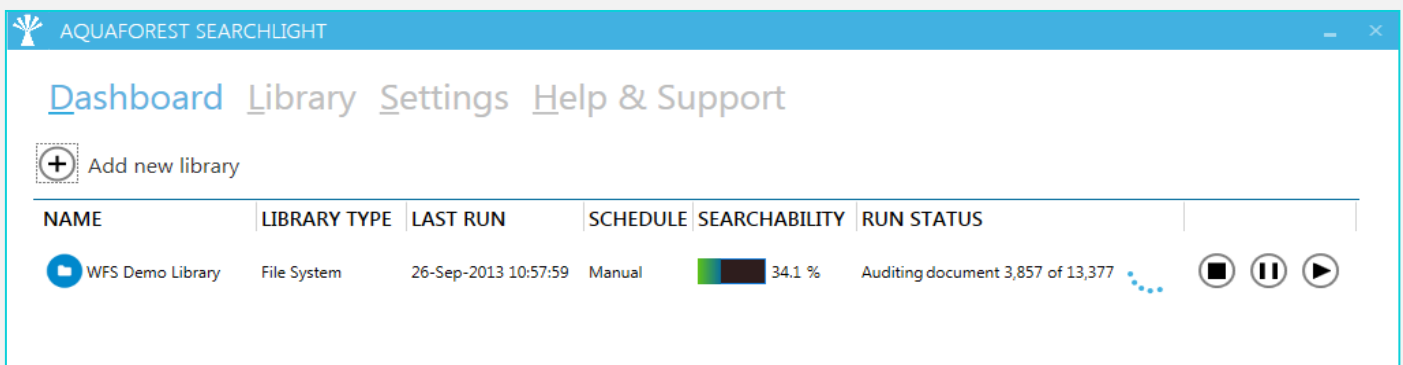 AQUAFOREST SEARCHLIGHT
Dashboard Library Settings Help & Support
Add new library
NAME LIBRARY TYPE LAST RUN SCHEDULE SEARCHABILITY RUN STATUS
WFS Demo Library File System 26-Sep-2013 10:57:59 Manual 34.1 % Auditing document 3,857 of 13,377